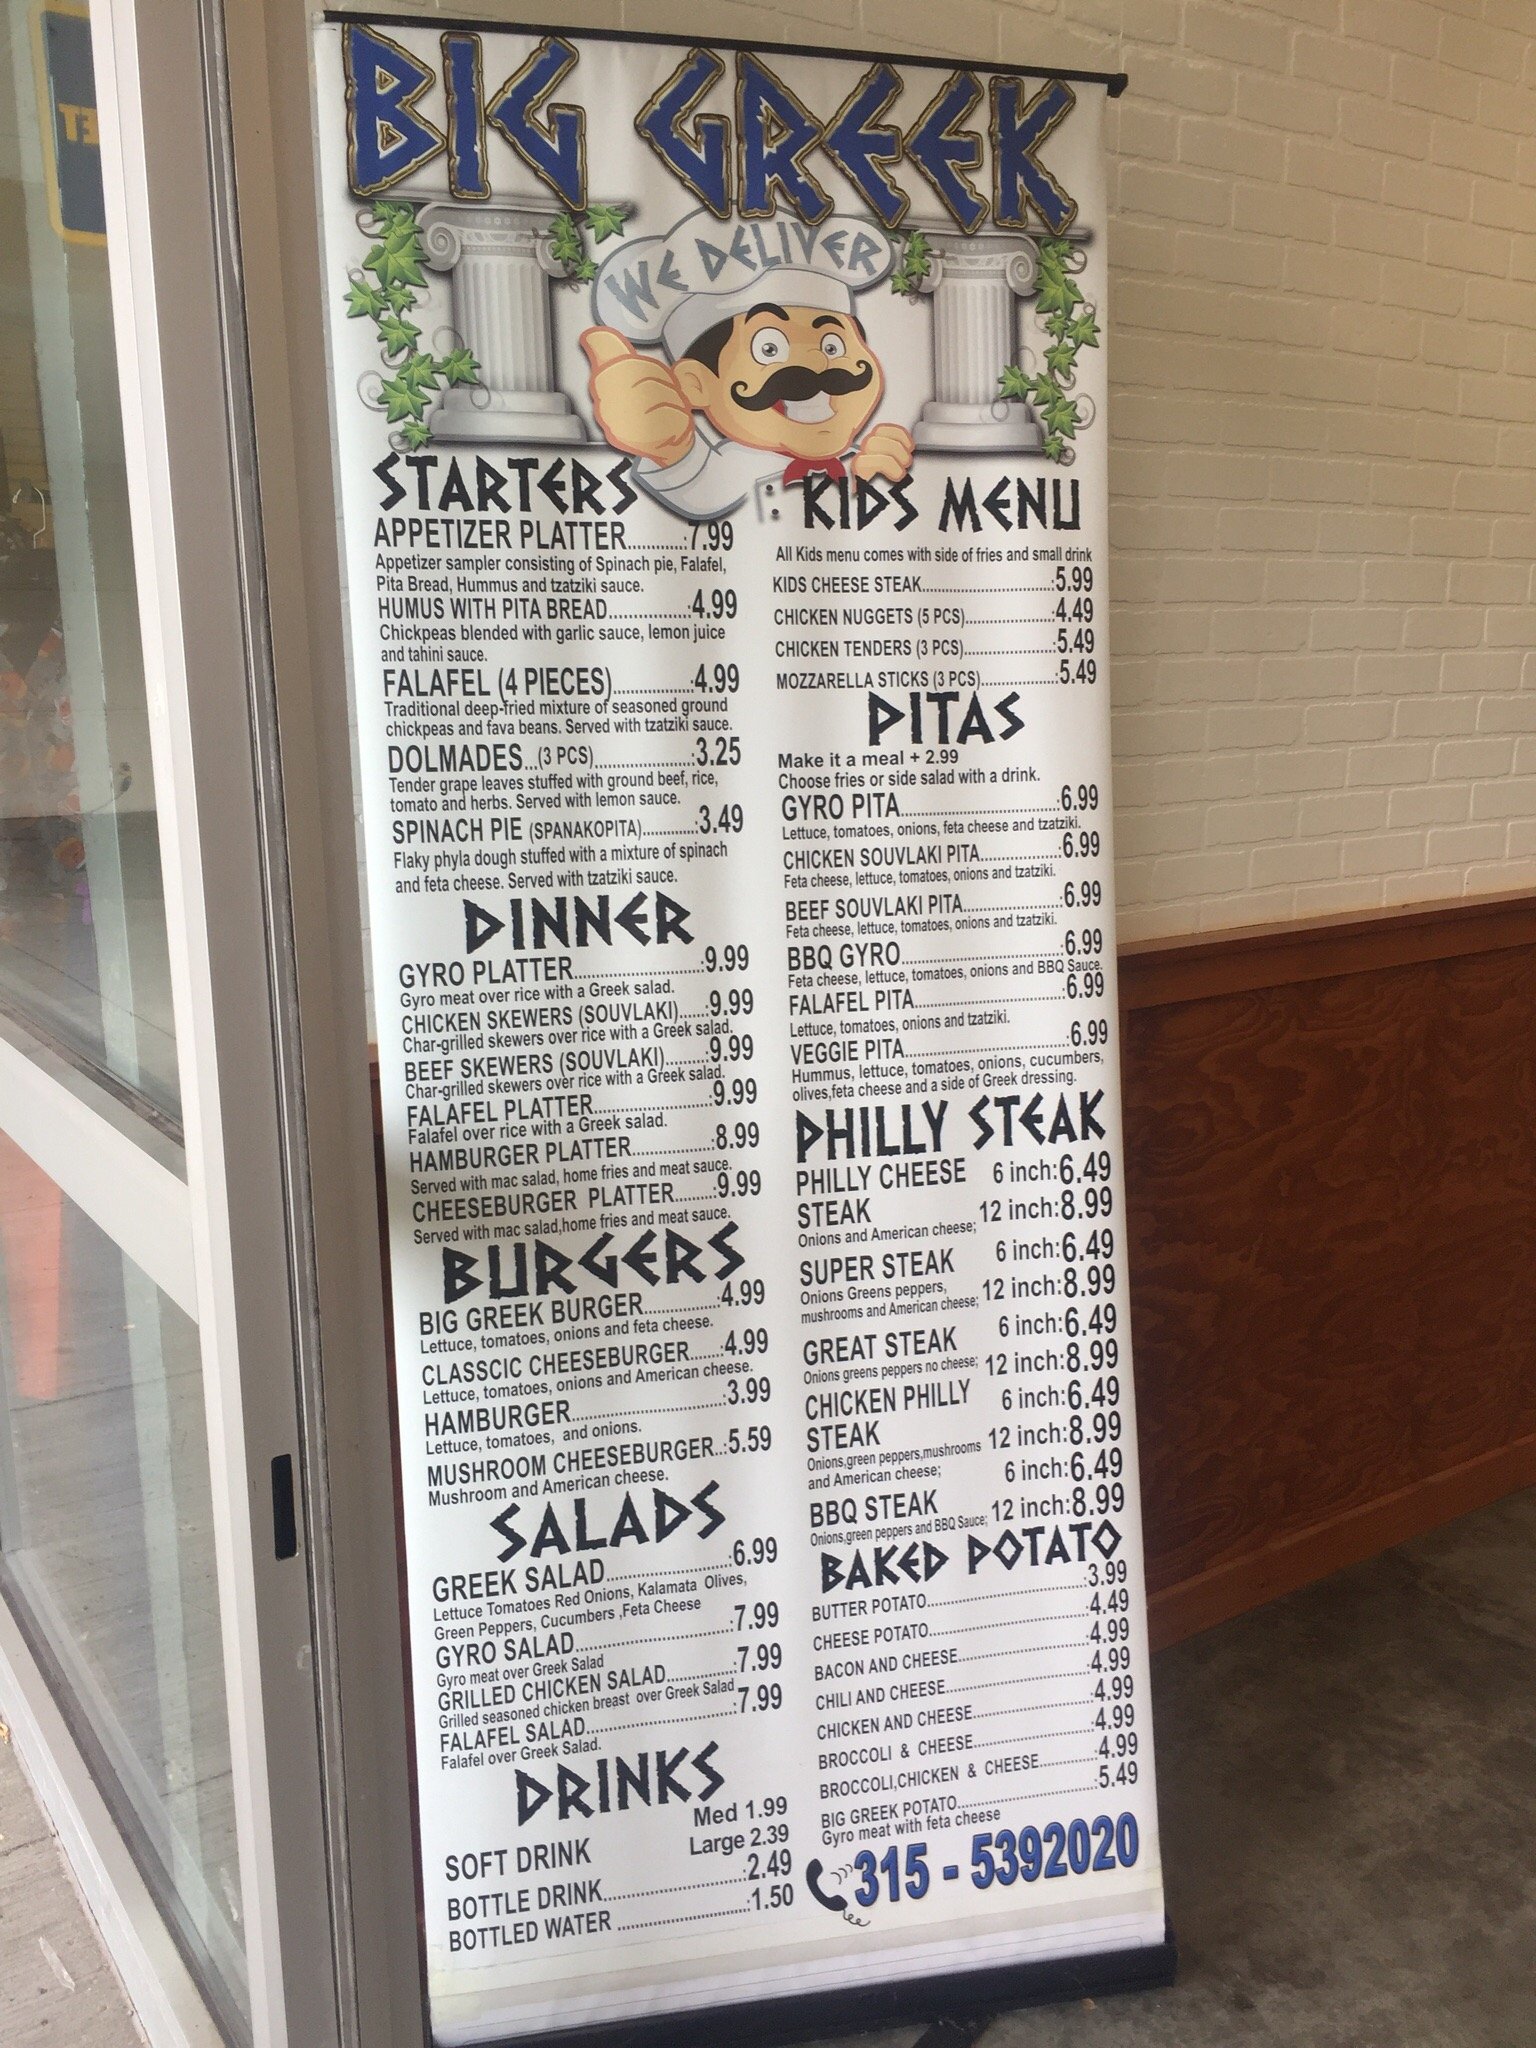 BIG GREEK
WE DELIVER
STARTERS
APPETIZER PLATTER............:7.99
Appetizer sampler consisting of Spinach pie, Falafel,
Pita Bread, Hummus and tzatziki sauce.
HUMUS WITH PITA BREAD.................:4.99
Chickpeas blended with garlic sauce, lemon juice
and tahini sauce.
FALAFEL (4 PIECES)................:4.99
Traditional deep-fried mixture of seasoned ground
chickpeas and fava beans. Served with tzatziki sauce.
DOLMADES...(3 PCS).....................:3.25
Tender grape leaves stuffed with ground beef, rice,
tomato and herbs. Served with lemon sauce.
SPINACH PIE (SPANAKOPITA)...........:3.49
Flaky phyla dough stuffed with a mixture of spinach
and feta cheese. Served with tzatziki sauce.
DINNER
GYRO PLATTER..........................:9.99
Gyro meat over rice with a Greek salad.
CHICKEN SKEWERS (SOUVLAKI)......:9.99
Char-grilled skewers over rice with a Greek salad.
BEEF SKEWERS (SOUVLAKI).........:9.99
Char-grilled skewers over rice with a Greek salad.
FALAFEL PLATTER........................:9.99
Falafel over rice with a Greek salad.
HAMBURGER PLATTER.................:8.99
Served with mac salad, home fries and meat sauce.
CHEESEBURGER PLATTER.........:9.99
Served with mac salad,home fries and meat sauce.
BURGERS
BIG GREEK BURGER.................:4.99
Lettuce, tomatoes, onions and feta cheese.
CLASSCIC CHEESEBURGER.......:4.99
Lettuce, tomatoes, onions and American cheese.
HAMBURGER.................................:3.99
Lettuce, tomatoes, and onions.
MUSHROOM CHEESEBURGER..:5.59
Mushroom and American cheese.
SALADS
GREEK SALAD..........................:6.99
Lettuce Tomatoes Red Onions, Kalamata Olives,
Green Peppers, Cucumbers ,Feta Cheese
GYRO SALAD.................................:7.99
Gyro meat over Greek Salad
GRILLED CHICKEN SALAD..............:7.99
Grilled seasoned chicken breast over Greek Salad
FALAFEL SALAD...............................:7.99
Falafel over Greek Salad.
DRINKS
Med 1.99
SOFT DRINK Large 2.39
BOTTLE DRINK.............................:2.49
BOTTLED WATER ..........................:1.50
KIDS MENU
All Kids menu comes with side of fries and small drink
KIDS CHEESE STEAK...........................:5.99
CHICKEN NUGGETS (5 PCS)..................:4.49
CHICKEN TENDERS (3 PCS)..................:5.49
MOZZARELLA STICKS (3 PCS)...............:5.49
PITAS
Make it a meal + 2.99
Choose fries or side salad with a drink.
GYRO PITA................................:6.99
Lettuce, tomatoes, onions, feta cheese and tzatziki.
CHICKEN SOUVLAKI PITA................:6.99
Feta cheese, lettuce, tomatoes, onions and tzatziki.
BEEF SOUVLAKI PITA....................:6.99
Feta cheese, lettuce, tomatoes, onions and tzatziki.
BBQ GYRO.................................:6.99
Feta cheese, lettuce, tomatoes, onions and BBQ Sauce.
FALAFEL PITA..............................:6.99
Lettuce, tomatoes, onions and tzatziki.
VEGGIE PITA................................:6.99
Hummus, lettuce, tomatoes, onions, cucumbers,
olives,feta cheese and a side of Greek dressing.
PHILLY STEAK
PHILLY CHEESE 6 inch:6.49
STEAK 12 inch:8.99
Onions and American cheese;
SUPER STEAK 6 inch:6.49
Onions Greens peppers, 12 inch:8.99
mushrooms and American cheese;
GREAT STEAK 6 inch:6.49
Onions greens peppers no cheese; 12 inch:8.99
CHICKEN PHILLY 6 inch:6.49
STEAK 12 inch:8.99
Onions,green peppers,mushrooms
and American cheese;
BBQ STEAK 6 inch:6.49
Onions,green peppers and BBQ Sauce; 12 inch:8.99
BAKED POTATO
BUTTER POTATO................................:3.99
CHEESE POTATO................................:4.49
BACON AND CHEESE..........................:4.99
CHILI AND CHEESE.............................:4.99
CHICKEN AND CHEESE.......................:4.99
BROCCOLI & CHEESE........................:4.99
BROCCOLI,CHICKEN & CHEESE............:4.99
BIG GREEK POTATO...........................:5.49
Gyro meat with feta cheese
315 - 5392020